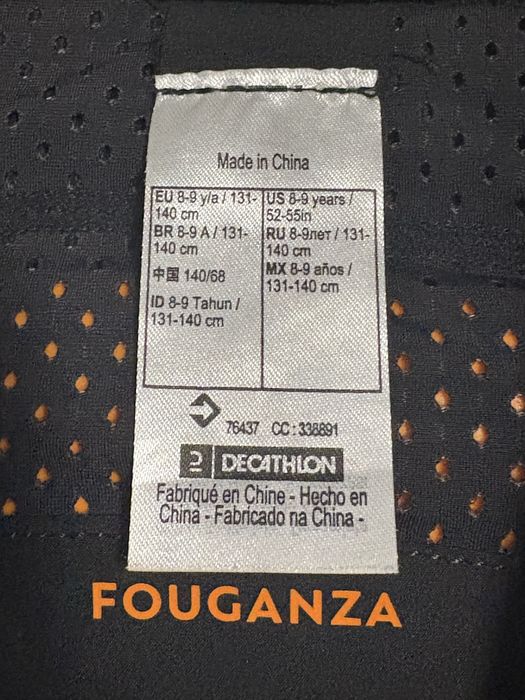 Made in China
EU 8-9 y/a / 131-
140 cm
BR 8-9 A / 131-
140 cm
中国 140/68
ID 8-9 Tahun /
131-140 cm
US 8-9 years /
52-55in
RU 8-9лет / 131-
140 cm
MX 8-9 años /
131-140 cm
76437 CC : 338891
DECATHLON
Fabriqué en Chine - Hecho en
China - Fabricado na China -
FOUGANZA